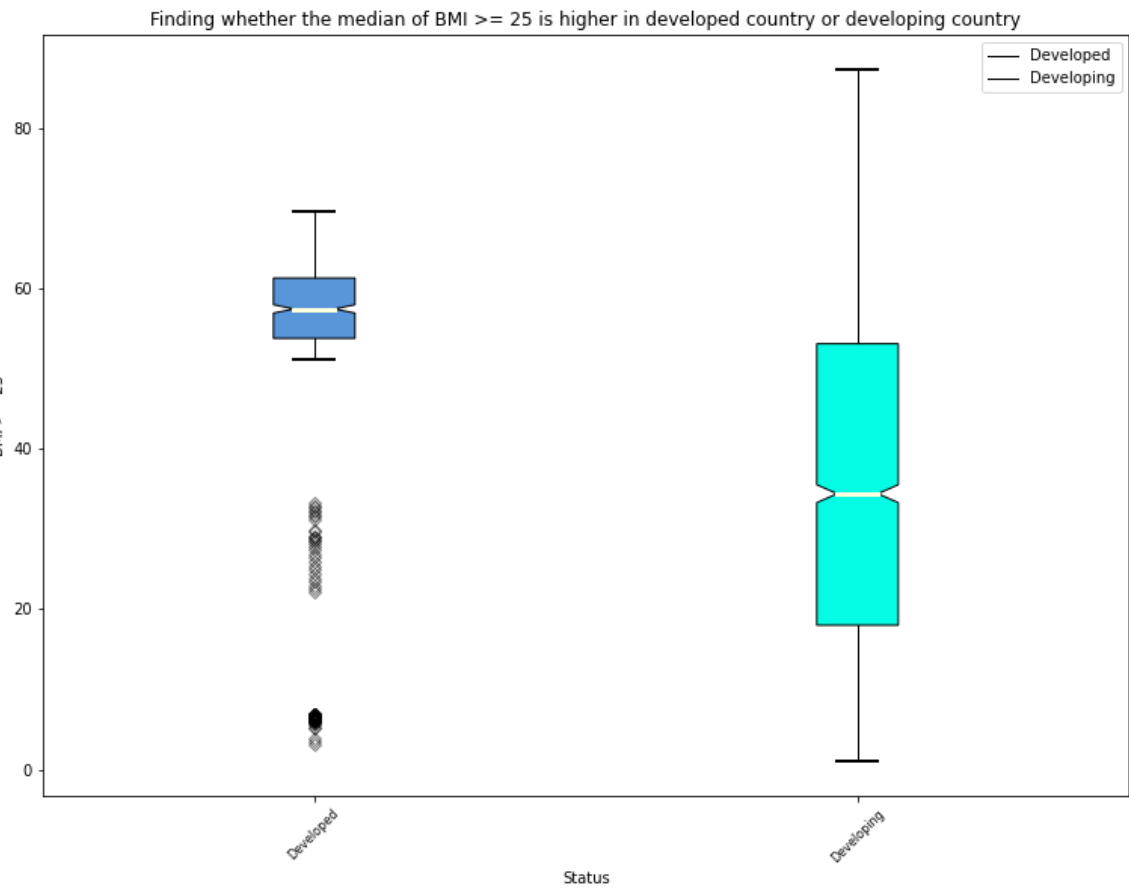 Finding whether the median of BMI >= 25 is higher in developed country or developing country
Developed
Developing
80
60
40
20
0
Developed
Developing
Status